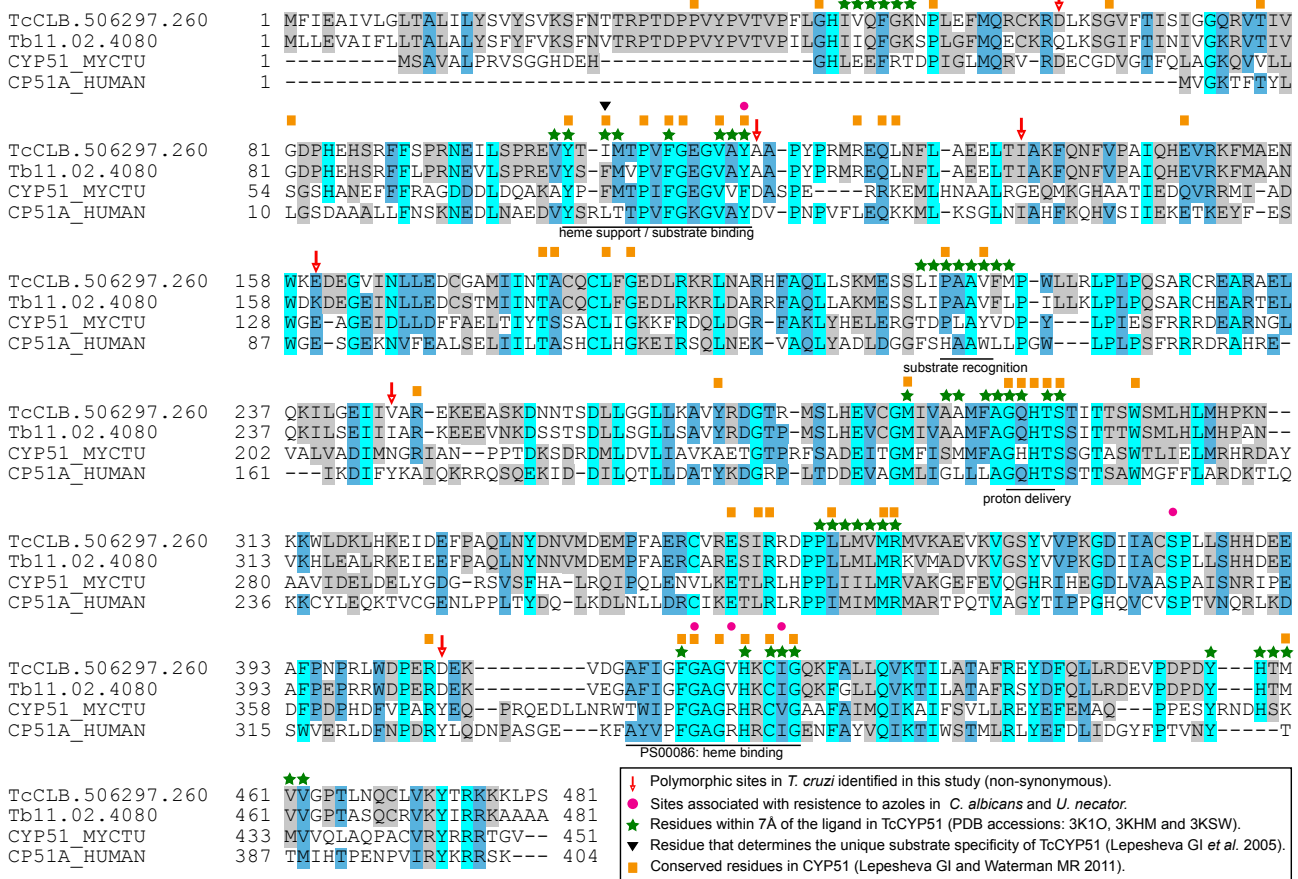 TcCLB.506297.260 1 MFIEAIVLGLTALILYSVYSVKSFNTTRPTDPPVYPVTVPFLGHIVQFGKNPLEFMQRCKRDLKSGVFTISIGGQRVTIV
Tb11.02.4080 1 MLLEVAIFLLTALALYSFYFVKSFNVTRPTDPPVYPVTVPILGHIIQFGKSPLGFMQECKRQLKSGIFTINIVGKRVTIV
CYP51_MYCTU 1 ----------MSAVALPRVSGGHDEH------------------GHLEEFRTDPIGLMQRV-RDECGDVGTFQLAGKQVVLL
CP51A_HUMAN 1 --------------------------------------------------------------------------MVGKTFTYL
TcCLB.506297.260 81 GDPHEHSRFFSPRNEILSPREVYT-IMTPVFGEGVAYAA-PYPRMREQLNFL-AEELTIAKFQNFVPAIQHEVRKFMAEN
Tb11.02.4080 81 GDPHEHSRFFLPRNEVLSPREVYS-FMVPVFGEGVAYAA-PYPRMREQLNFL-AEELTIAKFQNFVPAIQHEVRKFMAAN
CYP51_MYCTU 54 SGSHANEFFFRAGDDDLDQAKAYP-FMTPIFGEGVVFDASPE----RRKEMLHNAALRGEQMKGHAATIEDQVRRMI-AD
CP51A_HUMAN 10 LGSDAAALLFNSKNEDLNAEDVYSRLTTPVFGKGVAYDV-PNPVFLEQKKML-KSGLNIAHFKQHVSIIEKETKEYF-ES
heme support / substrate binding
TcCLB.506297.260 158 WKEDEGVINLLEDCGAMIINTACQCLFGEDLRKRLNARHFAQLLSKMESSLIPAAVFMP-WLLRLPLPQSARCREARAEL
Tb11.02.4080 158 WDKDEGEINLLEDCSTMIINTACQCLFGEDLRKRLDARRFAQLLAKMESSLIPAAVFLP-ILLKLPLPQSARCHEARTEL
CYP51_MYCTU 128 WGE-AGEIDLLDFFAELTIYTSSACLIGKKFRDQLDGR-FAKLYHELERGTDPLAYVDP-Y---LPIESFRRRDEARNGL
CP51A_HUMAN 87 WGE-SGEKNVFEALSELIILTASHCLHGKEIRSQLNEK-VAQLYADLDGGFSHAAWLLPGW---LPLPSFRRRDRAHRE-
substrate recognition
TcCLB.506297.260 237 QKILGEIIVAR-EKEEASKDNNTSDLLGGLLKAVYRDGTR-MSLHEVCGMIVAAMFAGQHTSTITTSWSMLHLMHPKN--
Tb11.02.4080 237 QKILSEIIIAR-KEEEVNKDSSTSDLLSGLLSAVYRDGTP-MSLHEVCGMIVAAMFAGQHTSSITTTWSMLHLMHPAN--
CYP51_MYCTU 202 VALVADIMNGRIAN--PPTDKSDRDMLDVLIAVKAETGTPRFSADEITGMFISMMFAGHHTSSGTASWTLIELMRHRDAY
CP51A_HUMAN 161 ---IKDIFYKAIQKRRQSQEKID-DILQTLLDATYKDGRP-LTDDEVAGMLIGLLLAGQHTSSTTSAWMGFFLARDKTLQ
proton delivery
TcCLB.506297.260 313 KKWLDKLHKEIDEFPAQLNYDNVMDEMPFAERCVRESIRRDPPLLMVMRMVKAEVKVGSYVVPKGDIIACSPLLSHHDEE
Tb11.02.4080 313 VKHLEALRKEIEEFPAQLNYNNVMDEMPFAERCARESIRRDPPLLMLMRKVMADVKVGSYVVPKGDIIACSPLLSHHDEE
CYP51_MYCTU 280 AAVIDELDELYGDG-RSVSFHA-LRQIPQLENVLKETLRLHPPLIILMRVAKGEFEVQGHRIHEGDLVAASPAISNRIPE
CP51A_HUMAN 236 KKCYLEQKTVCGENLPPLTYDQ-LKDLNLLDRCIKETLRLRPPIMIMMRMARTPQTVAGYTIPPGHQVCVSPTVNQRLKD
TcCLB.506297.260 393 AFPNPRLWDPERDEK----------VDGAFIGFGAGVHKCIGQKFALLQVKTILATAFREYDFQLLRDEVPDPDY---HTM
Tb11.02.4080 393 AFPEPRRWDPERDEK----------VEGAFIGFGAGVHKCIGQKFGLLQVKTILATAFRSYDFQLLRDEVPDPDY---HTM
CYP51_MYCTU 358 DFPDPHDFVPARYEQ--PRQEDLLNRWTWIPFGAGRHRCVGAAFAIMQIKAIFSVLLREYEFEMAQ--PPESYRNDHSK
CP51A_HUMAN 315 SWVERLDFNPDRYLQDNPASGE---KFAYVPFGAGRHRCIGENFAYVQIKTIWSTMLRLYEFDLIDGYFPTVNY----T
PS00086: heme binding
TcCLB.506297.260 461 VVGPTLNQCLVKYTRKKKLPS 481
Tb11.02.4080 461 VVGPTASQCRVKYIRRKKAAAA 481
CYP51_MYCTU 433 MVVQLAQPACVRYRRRTGV-- 451
CP51A_HUMAN 387 TMIHTPENPVIRYKRRSK--- 404
Polymorphic sites in T. cruzi identified in this study (non-synonymous).
Sites associated with resistence to azoles in C. albicans and U. necator.
Residues within 7Å of the ligand in TcCYP51 (PDB accessions: 3K1O, 3KHM and 3KSW).
Residue that determines the unique substrate specificity of TcCYP51 (Lepesheva GI et al. 2005).
Conserved residues in CYP51 (Lepesheva GI and Waterman MR 2011).